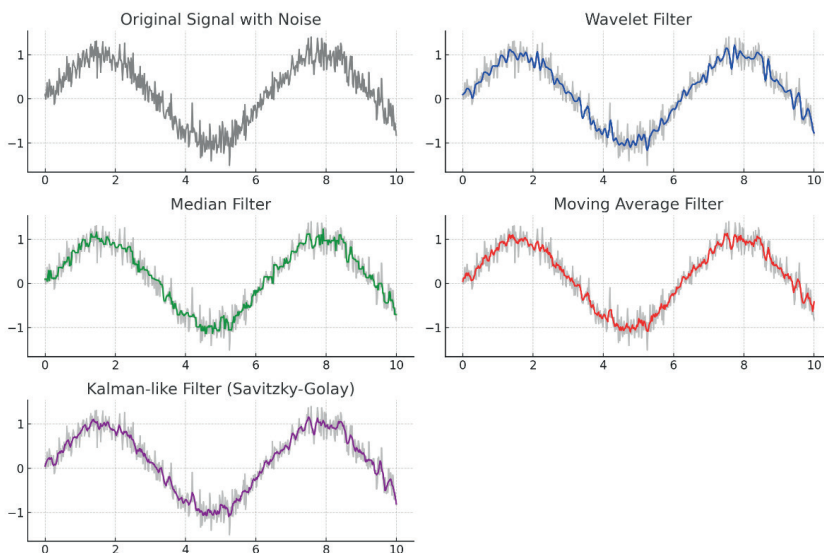 Original Signal with Noise
1
0
−1
0 2 4 6 8 10
Wavelet Filter
1
0
−1
0 2 4 6 8 10
Median Filter
1
0
−1
0 2 4 6 8 10
Moving Average Filter
1
0
−1
0 2 4 6 8 10
Kalman-like Filter (Savitzky-Golay)
1
0
−1
0 2 4 6 8 10